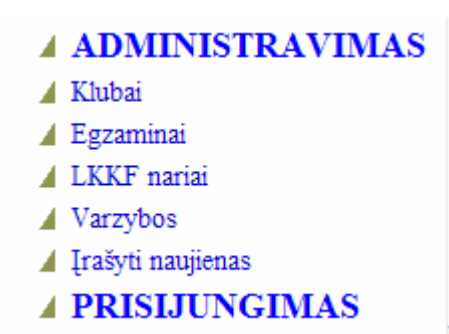 ADMINISTRAVIMAS
Klubai
Egzaminai
LKKF nariai
Varzybos
Įrašyti naujienas
PRISIJUNGIMAS